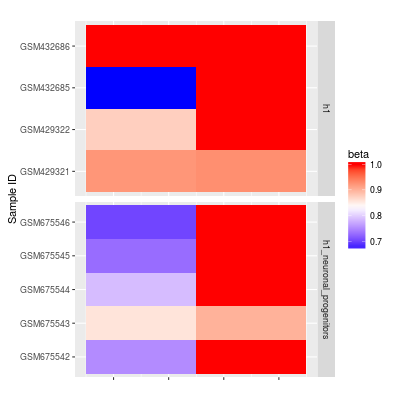 GSM432686
GSM432685
GSM429322
GSM429321
h1
GSM675546
GSM675545
GSM675544
GSM675543
GSM675542
h1_neuronal_progenitors
Sample ID
beta
1.0
0.9
0.8
0.7